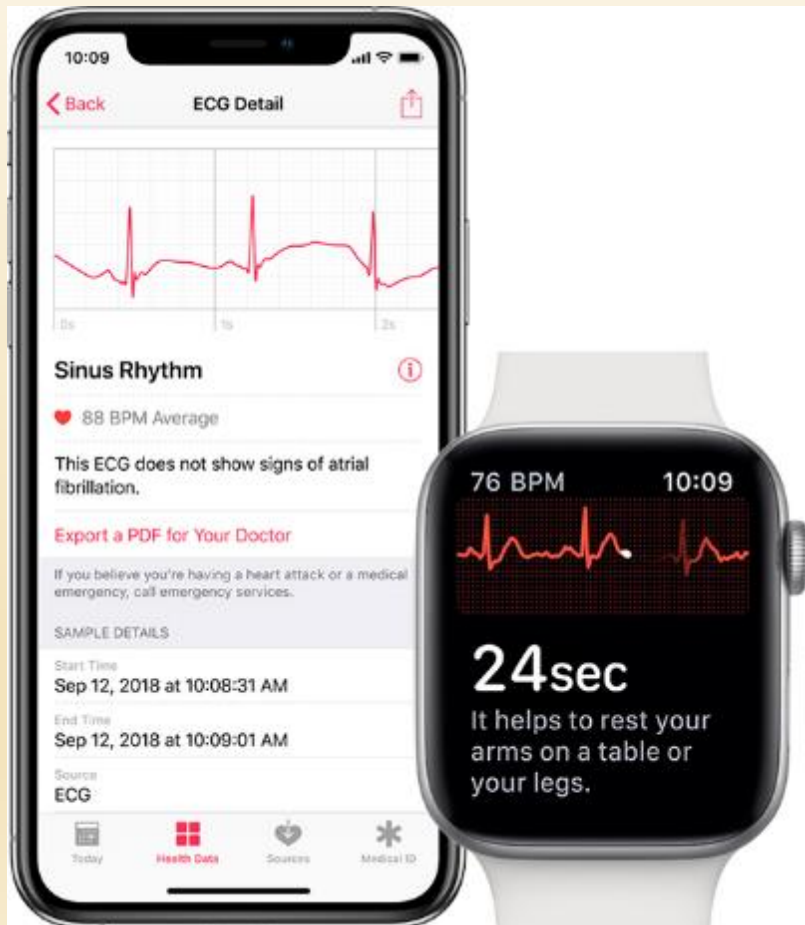 10:09
Back
ECG Detail
0s
1s
2s
Sinus Rhythm
88 BPM Average
This ECG does not show signs of atrial
fibrillation.
Export a PDF for Your Doctor
If you believe you're having a heart attack or a medical
emergency, call emergency services.
SAMPLE DETAILS
Start Time
Sep 12, 2018 at 10:08:31 AM
End Time
Sep 12, 2018 at 10:09:01 AM
Source
ECG
Today
Health Data
Sources
Medical ID
76 BPM
10:09
24sec
It helps to rest your
arms on a table or
your legs.